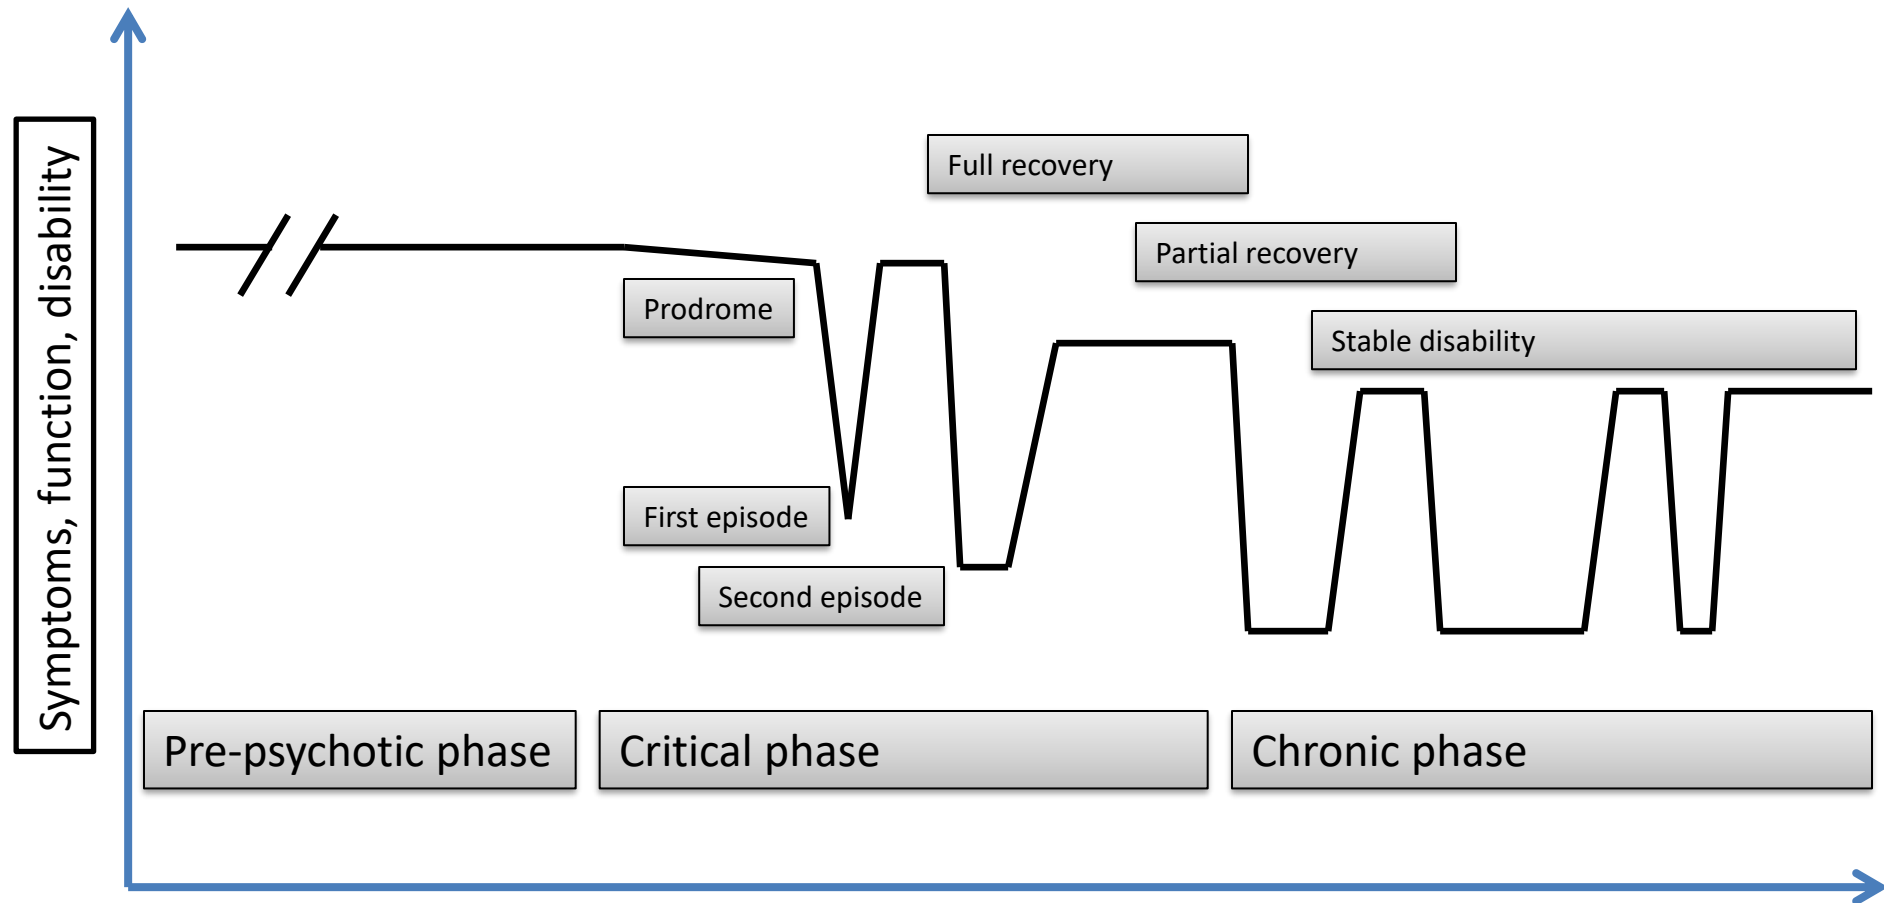 Symptoms, function, disability
Full recovery
Partial recovery
Stable disability
Prodrome
First episode
Second episode
Pre-psychotic phase
Critical phase
Chronic phase